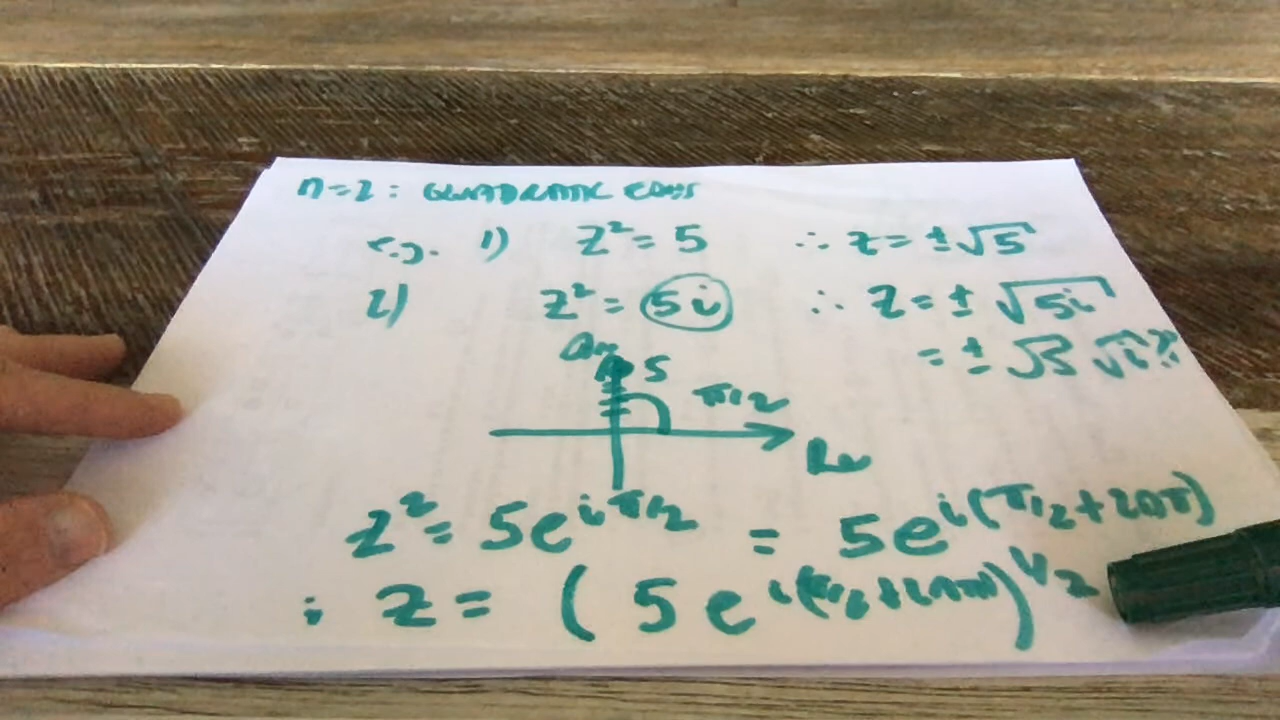 n=2: QUADRATIC EQNS
e.g. 1) z² = 5 ∴ z = ±√5
2) z² = 5i ∴ z = ± √5i
= ± √5 √i ??
Im
5
π/2
Re
z² = 5e^{iπ/2} = 5e^{i(π/2+2nπ)}
∴ z = (5e^{i(π/2+2nπ)})^{1/2}